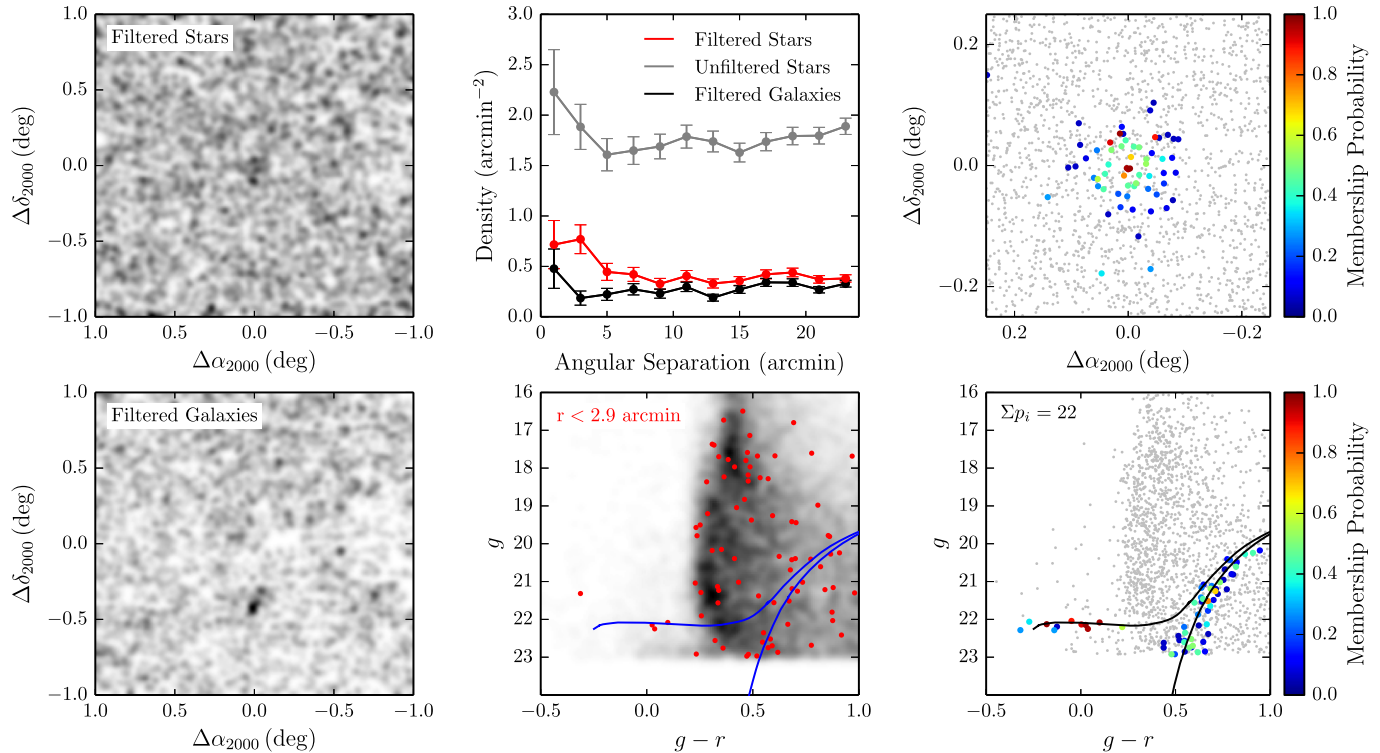 Filtered Stars
1.0
0.5
0.0
−0.5
−1.0
Δδ2000 (deg)
1.0 0.5 0.0 −0.5 −1.0
Δα2000 (deg)
Filtered Stars
Unfiltered Stars
Filtered Galaxies
3.0
2.5
2.0
1.5
1.0
0.5
0.0
Density (arcmin−2)
0 5 10 15 20
Angular Separation (arcmin)
0.2
0.0
−0.2
Δδ2000 (deg)
0.2 0.0 −0.2
Δα2000 (deg)
1.0
0.8
0.6
0.4
0.2
0.0
Membership Probability
Filtered Galaxies
1.0
0.5
0.0
−0.5
−1.0
Δδ2000 (deg)
1.0 0.5 0.0 −0.5 −1.0
Δα2000 (deg)
r < 2.9 arcmin
16
17
18
19
20
21
22
23
g
−0.5 0.0 0.5 1.0
g − r
Σpi = 22
16
17
18
19
20
21
22
23
g
−0.5 0.0 0.5 1.0
g − r
1.0
0.8
0.6
0.4
0.2
0.0
Membership Probability